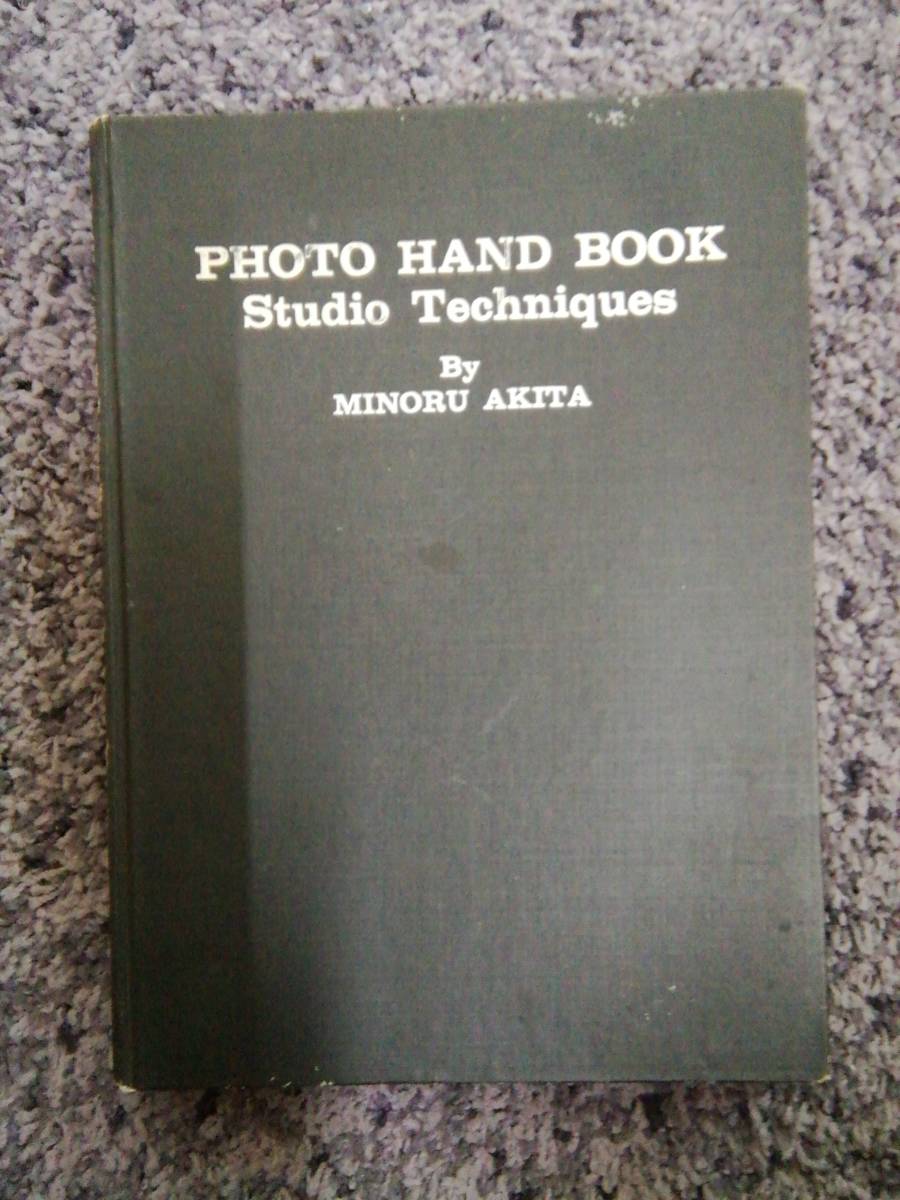 PHOTO HAND BOOK
Studio Techniques
By
MINORU AKITA